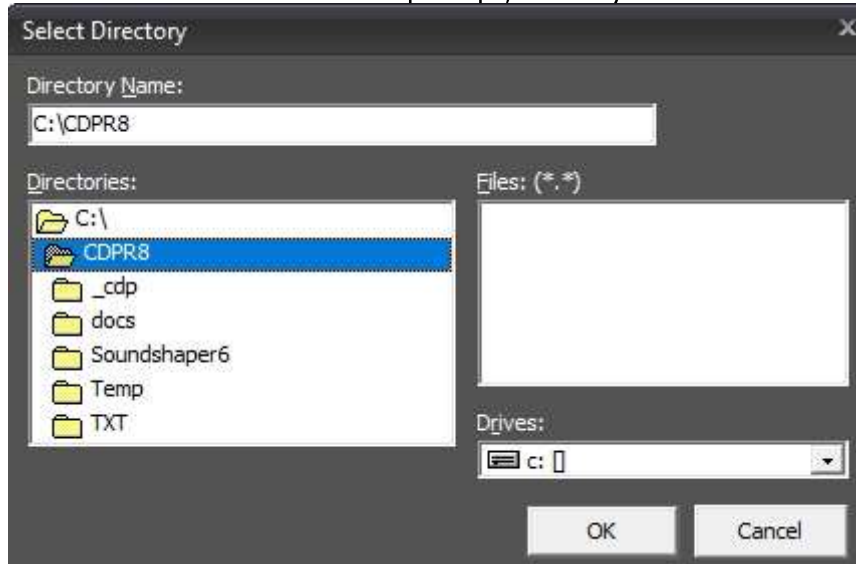 Select Directory
x
Directory Name:
C:\CDPR8
Directories:
C:\
CDPR8
_cdp
docs
Soundshaper6
Temp
TXT
Files: (*.*)
Drives:
c: []
OK
Cancel